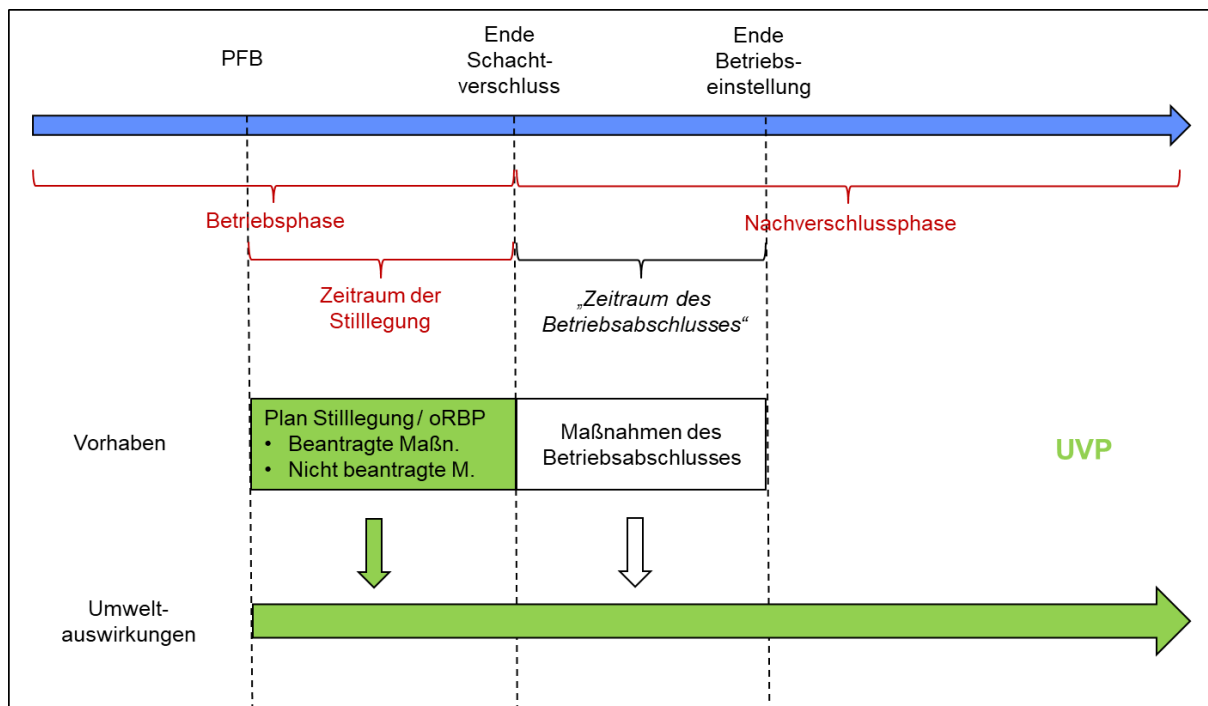 PFB
Ende
Schacht-
verschluss
Ende
Betriebs-
einstellung
Betriebsphase
Nachverschlussphase
Zeitraum der
Stilllegung
„Zeitraum des
Betriebsabschlusses“
Vorhaben
Plan Stilllegung / oRBP
• Beantragte Maßn.
• Nicht beantragte M.
Maßnahmen des
Betriebsabschlusses
UVP
Umwelt-
auswirkungen